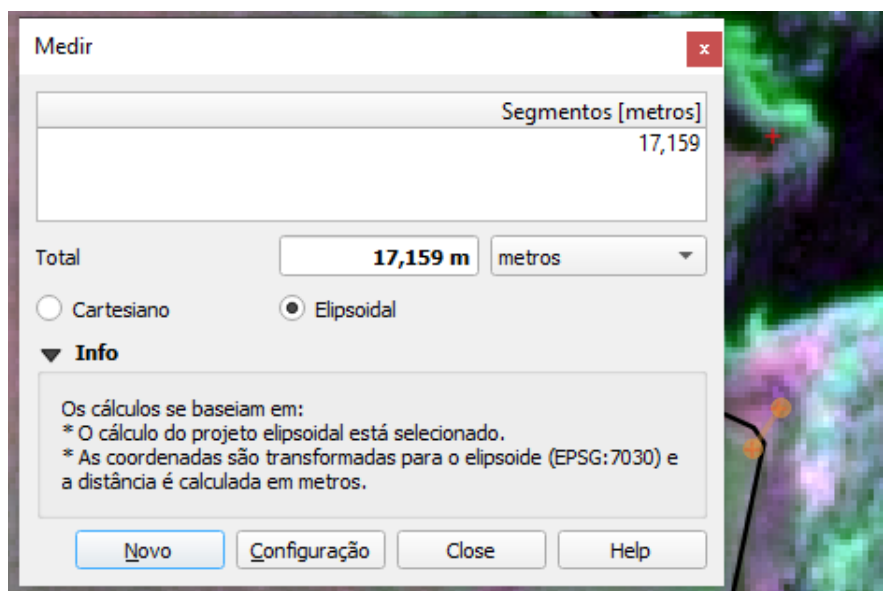 Medir
x
Segmentos [metros]
17,159
Total
17,159 m
metros
Cartesiano
Elipsoidal
Info
Os cálculos se baseiam em:
* O cálculo do projeto elipsoidal está selecionado.
* As coordenadas são transformadas para o elipsoide (EPSG:7030) e
a distância é calculada em metros.
Novo
Configuração
Close
Help